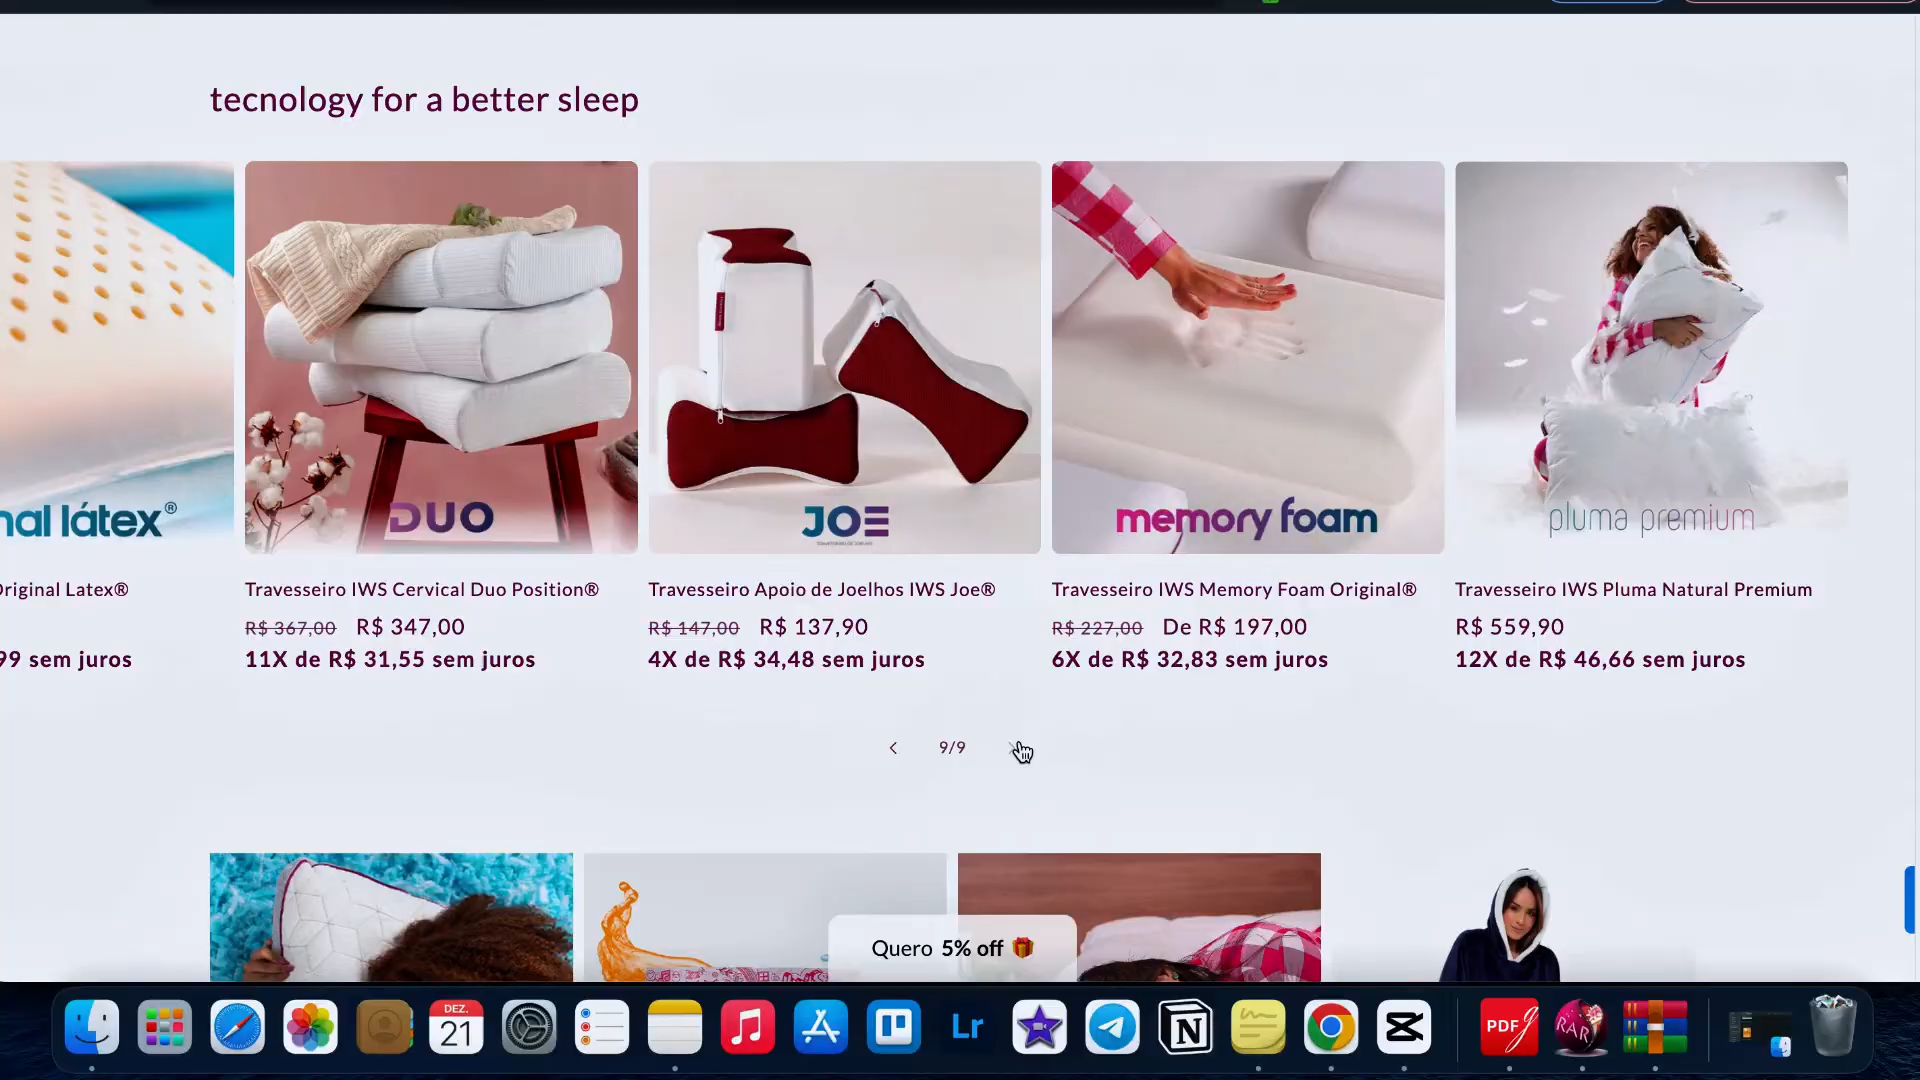 tecnology for a better sleep
nal látex®
DUO
JOE
memory foam
pluma premium
Original Latex®
Travesseiro IWS Cervical Duo Position®
Travesseiro Apoio de Joelhos IWS Joe®
Travesseiro IWS Memory Foam Original®
Travesseiro IWS Pluma Natural Premium
R$ 367,00 R$ 347,00
R$ 147,00 R$ 137,90
R$ 227,00 De R$ 197,00
R$ 559,90
99 sem juros
11X de R$ 31,55 sem juros
4X de R$ 34,48 sem juros
6X de R$ 32,83 sem juros
12X de R$ 46,66 sem juros
9/9
Quero 5% off
DEZ.
21
Lr
N
PDF
RAR